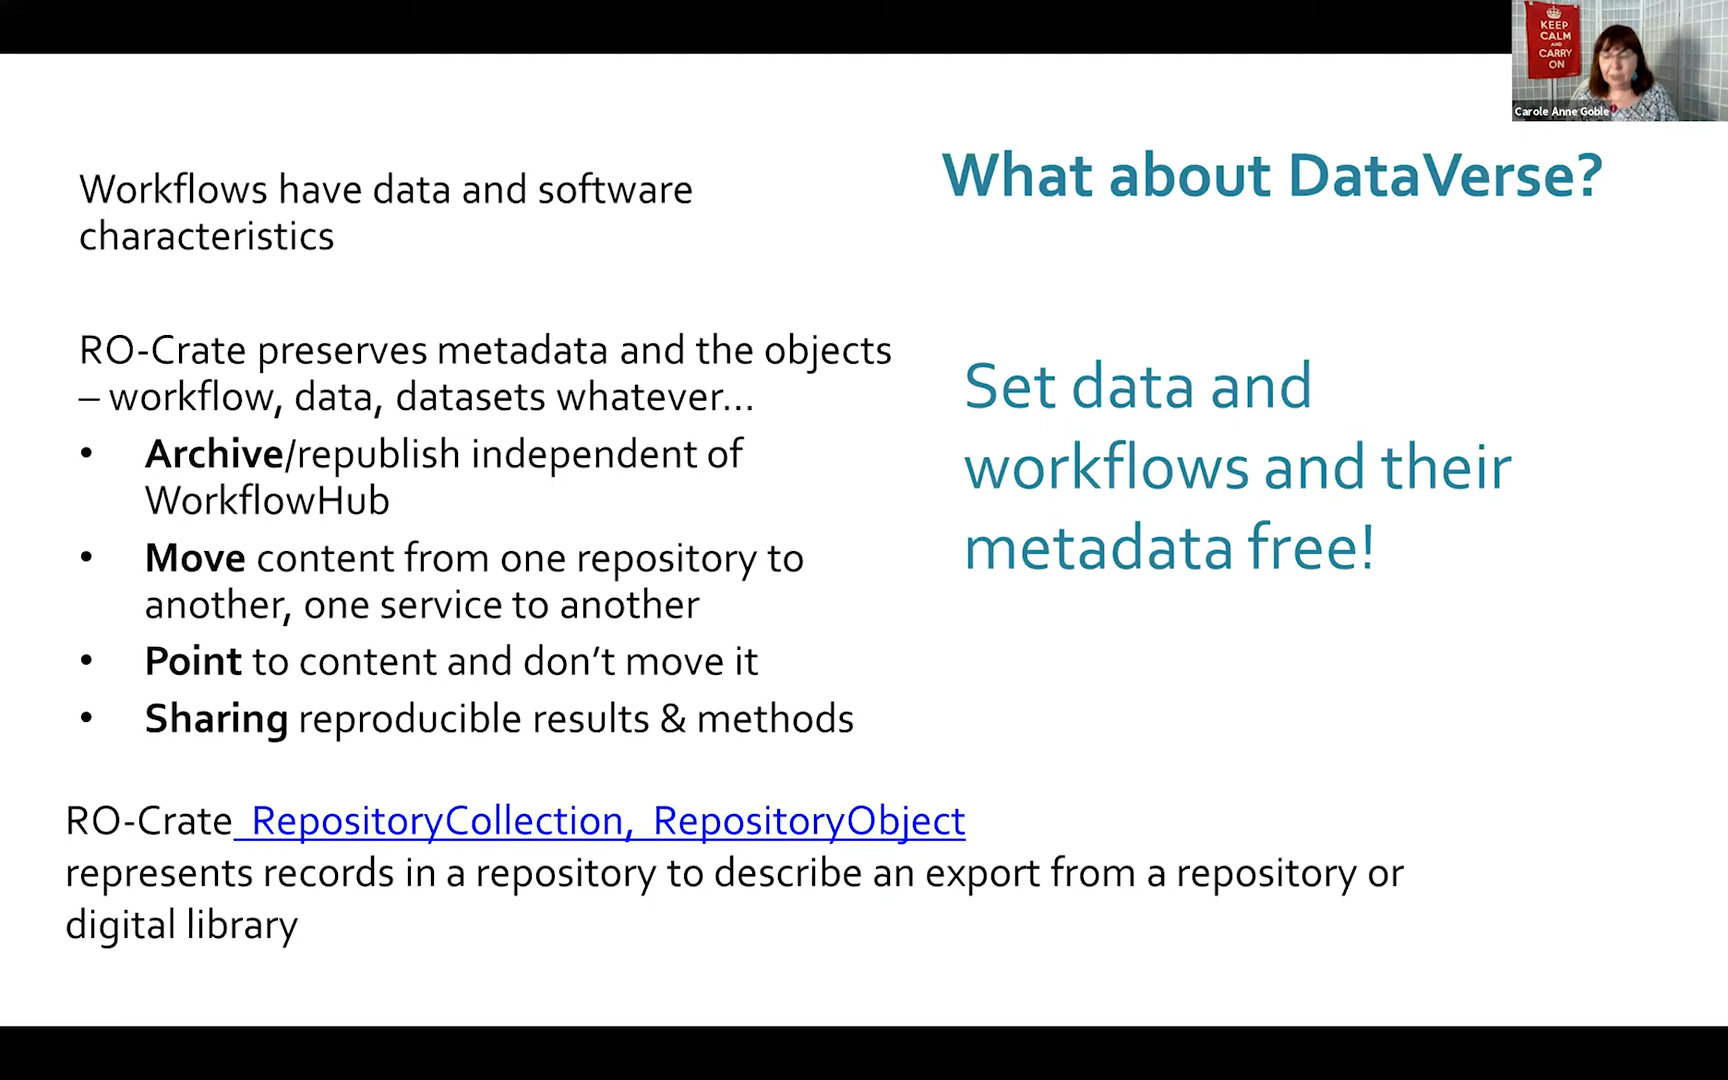 KEEP
CALM
AND
CARRY
ON
Carole Anne Goble
What about DataVerse?
Workflows have data and software
characteristics
RO-Crate preserves metadata and the objects
– workflow, data, datasets whatever...
• Archive/republish independent of
WorkflowHub
• Move content from one repository to
another, one service to another
• Point to content and don’t move it
• Sharing reproducible results & methods
Set data and
workflows and their
metadata free!
RO-Crate RepositoryCollection, RepositoryObject
represents records in a repository to describe an export from a repository or
digital library